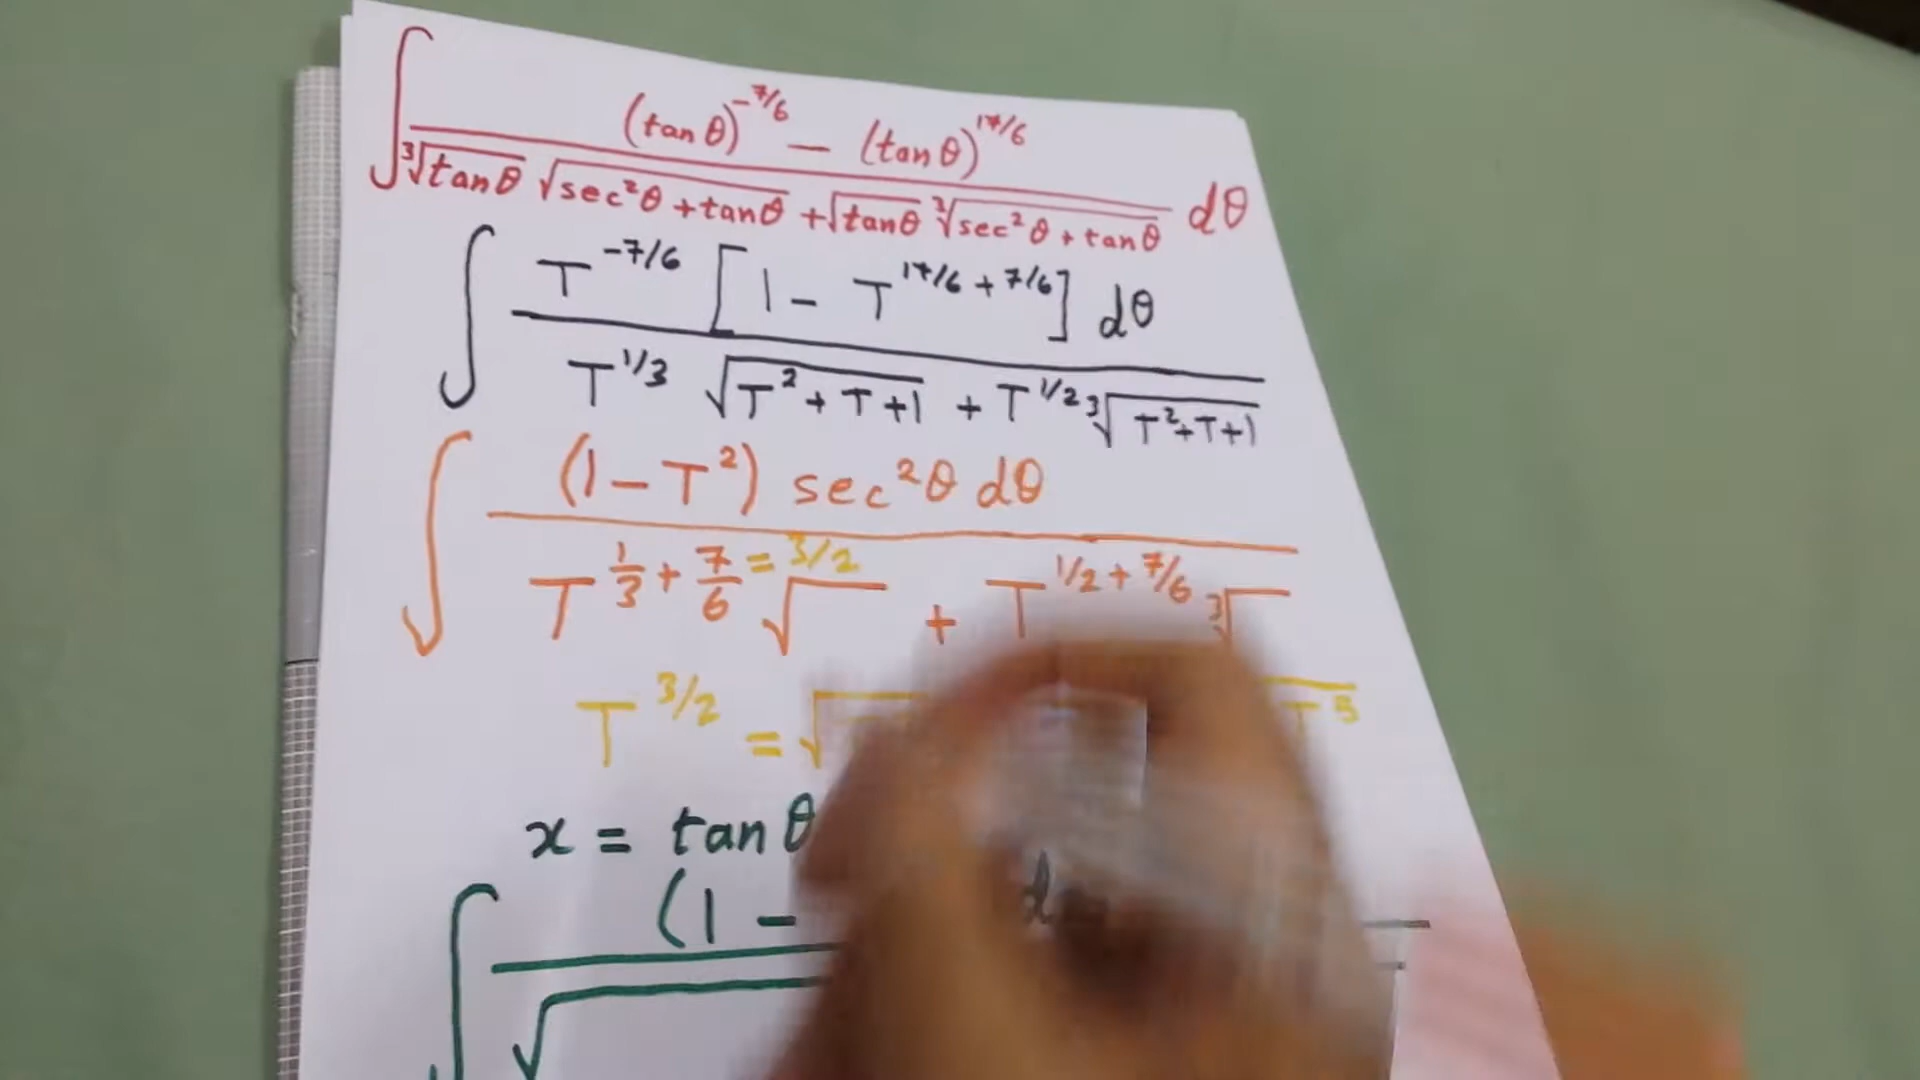 ∫ (tan θ)^{-7/6} − (tan θ)^{17/6} / ∛tan θ √sec²θ + tan θ + √tan θ ∛sec²θ + tan θ dθ
∫ T^{-7/6} [1 − T^{17/6 + 7/6}] dθ / T^{1/3} √T² + T + 1 + T^{1/2} ∛T² + T + 1
∫ (1 − T²) sec²θ dθ / T^{1/3 + 7/6 = 3/2} √ + T^{1/2 + 7/6} ∛
T^{3/2} = √ T⁵
x = tan θ
∫ (1 − / √